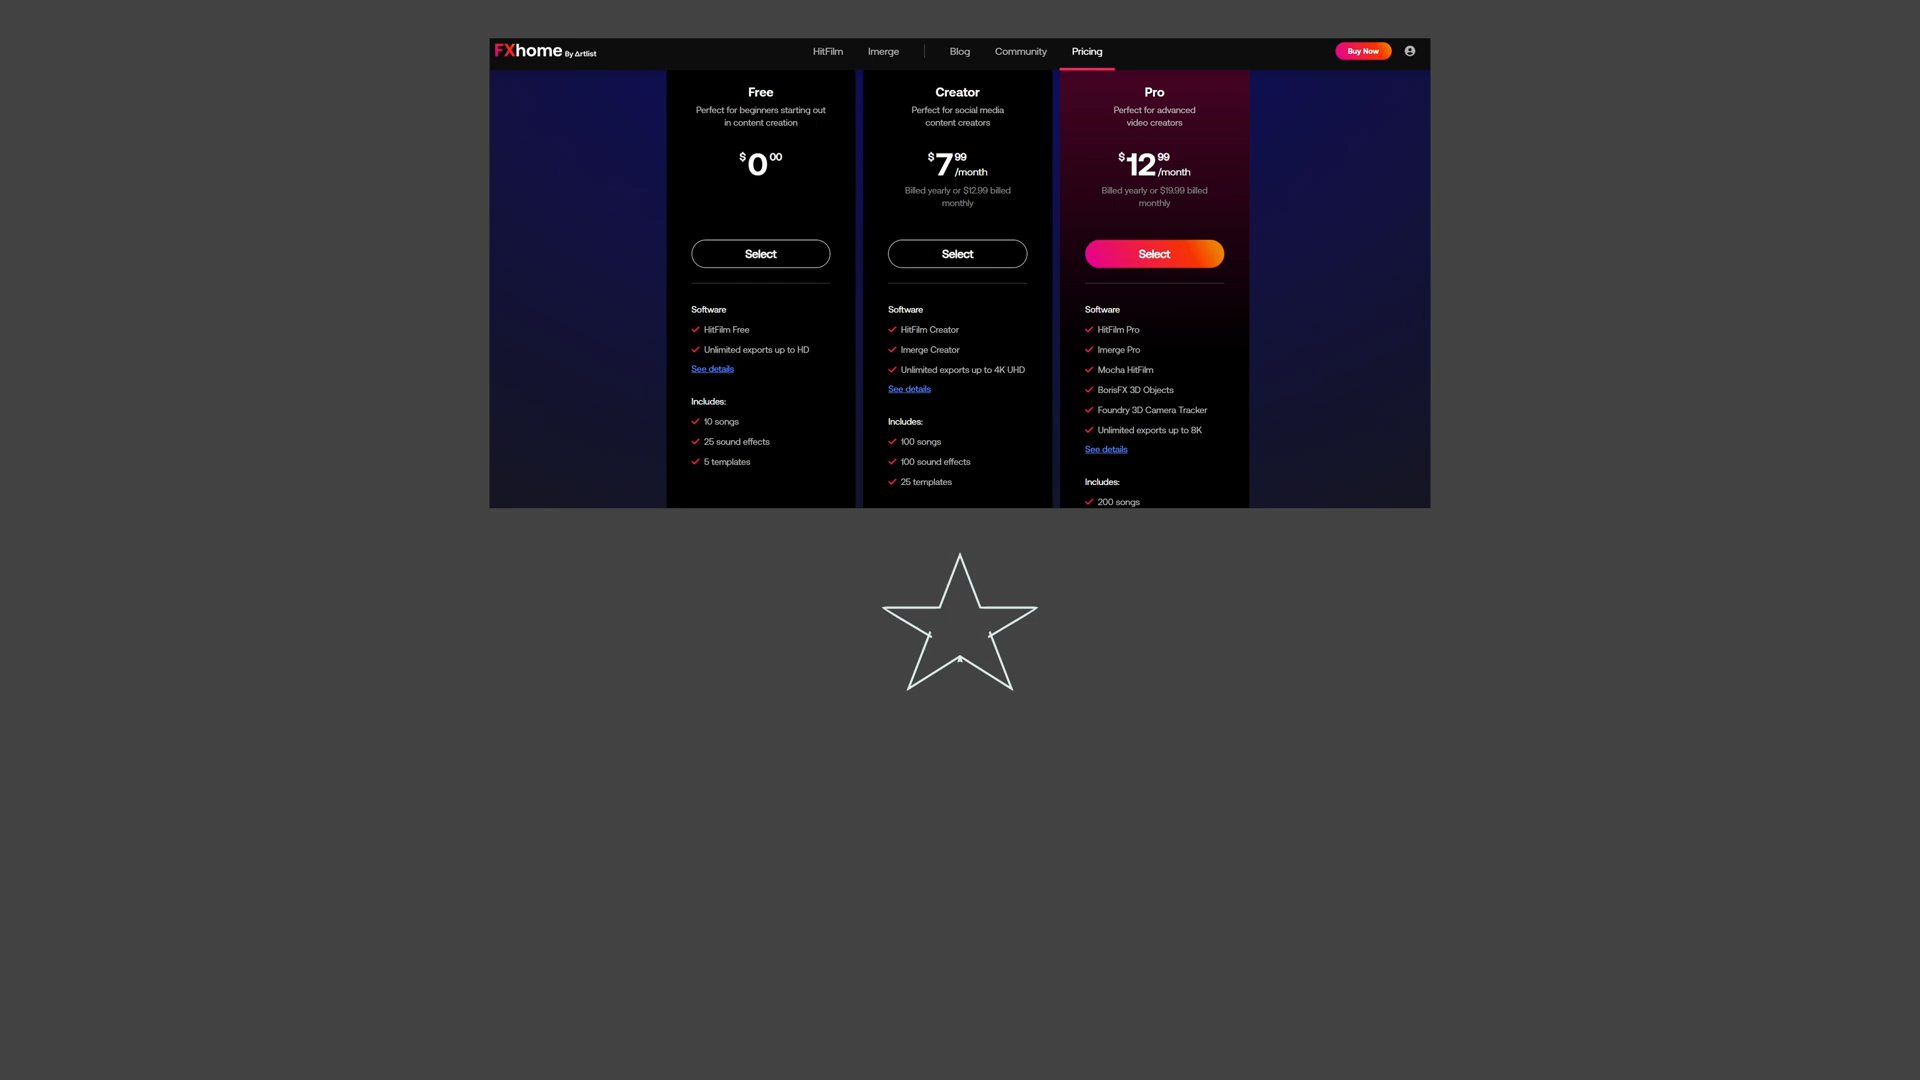 FXhome By Artlist
HitFilm
Imerge
Blog
Community
Pricing
Buy Now
Free
Perfect for beginners starting out
in content creation
$0 00
Select
Software
HitFilm Free
Unlimited exports up to HD
See details
Includes:
10 songs
25 sound effects
5 templates
Creator
Perfect for social media
content creators
$7 99 /month
Billed yearly or $12.99 billed
monthly
Select
Software
HitFilm Creator
Imerge Creator
Unlimited exports up to 4K UHD
See details
Includes:
100 songs
100 sound effects
25 templates
Pro
Perfect for advanced
video creators
$12 99 /month
Billed yearly or $19.99 billed
monthly
Select
Software
HitFilm Pro
Imerge Pro
Mocha HitFilm
BorisFX 3D Objects
Foundry 3D Camera Tracker
Unlimited exports up to 8K
See details
Includes:
200 songs